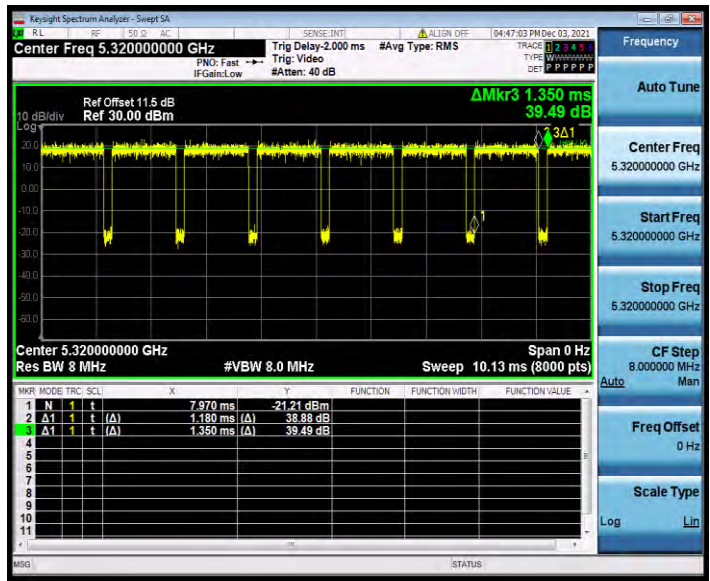 Keysight Spectrum Analyzer - Swept SA
RL RF 50 Ω AC SENSE:INT ALIGN OFF 04:47:03 PM Dec 03, 2021
Center Freq 5.320000000 GHz
PNO: Fast
IFGain:Low
Trig Delay-2.000 ms
Trig: Video
#Atten: 40 dB
#Avg Type: RMS
TRACE 1 2 3 4 5 6
TYPE WWWWWW
DET P P P P P P
Ref Offset 11.5 dB
10 dB/div Ref 30.00 dBm
Log
ΔMkr3 1.350 ms
39.49 dB
20.0
10.0
0.00
-10.0
-20.0
-30.0
-40.0
-50.0
-60.0
3Δ1
1
Center 5.320000000 GHz Span 0 Hz
Res BW 8 MHz #VBW 8.0 MHz Sweep 10.13 ms (8000 pts)
MKR MODE TRC SCL X Y FUNCTION FUNCTION WIDTH FUNCTION VALUE
1 N 1 t 7.970 ms -21.21 dBm
2 Δ1 1 t (Δ) 1.180 ms (Δ) 38.88 dB
3 Δ1 1 t (Δ) 1.350 ms (Δ) 39.49 dB
4
5
6
7
8
9
10
11
MSG STATUS
Frequency
Auto Tune
Center Freq
5.320000000 GHz
Start Freq
5.320000000 GHz
Stop Freq
5.320000000 GHz
CF Step
8.000000 MHz
Auto Man
Freq Offset
0 Hz
Scale Type
Log Lin